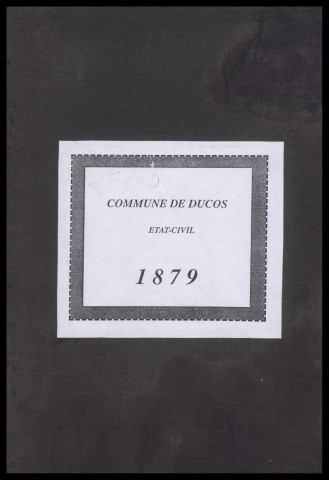 COMMUNE DE DUCOS
ETAT-CIVIL
1879